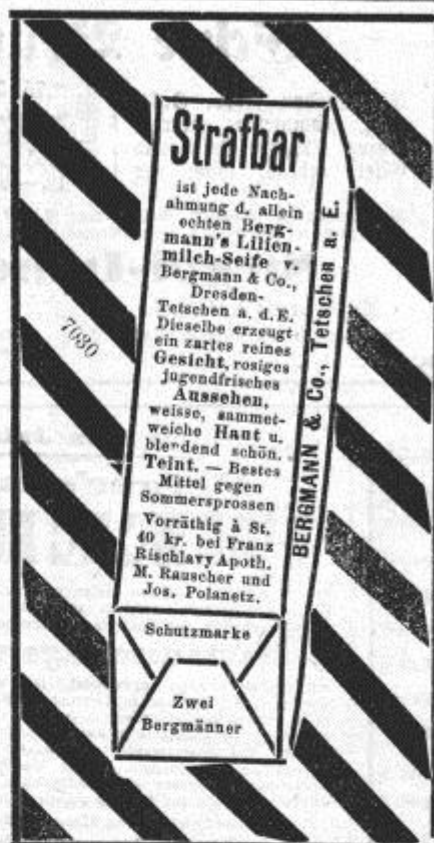 Strafbar
ist jede Nach-
ahmung d. allein
echten Berg-
mann's Lilien-
milch-Seife v.
Bergmann & Co.,
Dresden-
Tetschen a. d. E.
Dieselbe erzeugt
ein zartes reines
Gesicht, rosiges
jugendfrisches
Aussehen,
weisse, sammet-
weiche Haut u.
blendend schön.
Teint. — Bestes
Mittel gegen
Sommersprossen
Vorräthig à St.
40 kr. bei Franz
Rischlavy Apoth.
M. Rauscher und
Jos. Polanetz.
Schutzmarke
Zwei
Bergmänner
BERGMANN & Co., Tetschen a. E.
7030